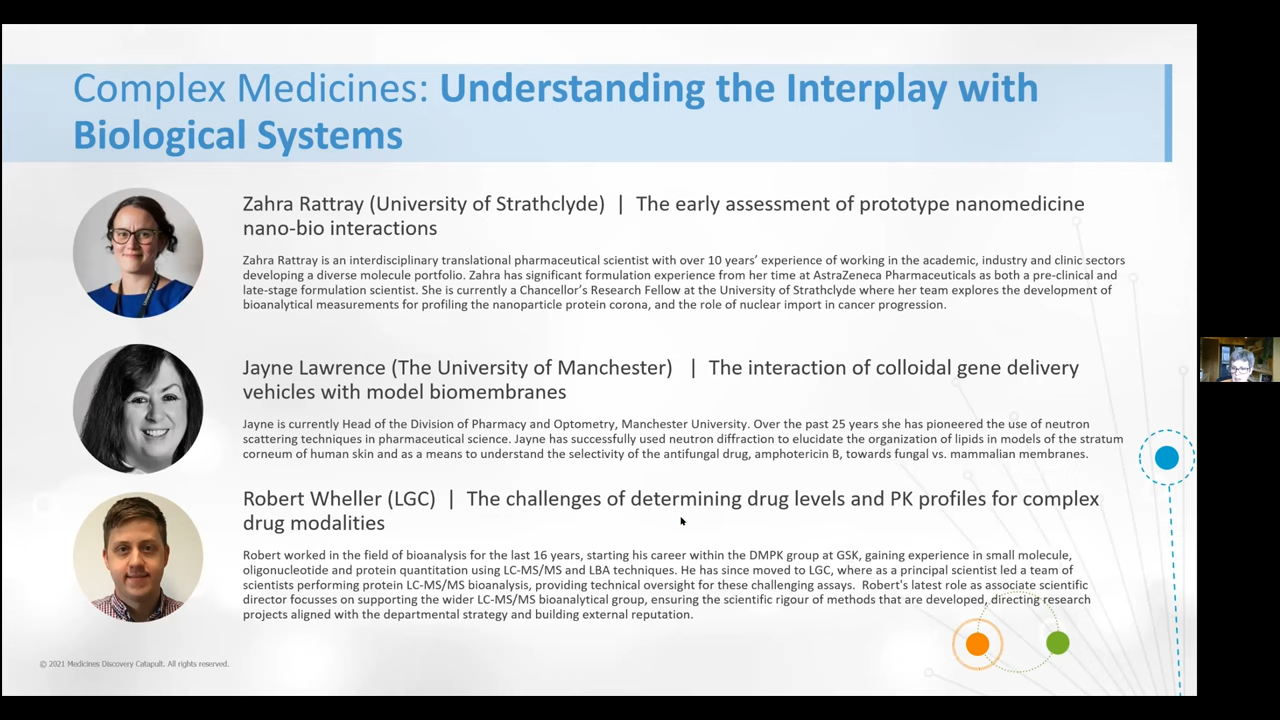 Complex Medicines: Understanding the Interplay with
Biological Systems
Zahra Rattray (University of Strathclyde) | The early assessment of prototype nanomedicine
nano-bio interactions
Zahra Rattray is an interdisciplinary translational pharmaceutical scientist with over 10 years’ experience of working in the academic, industry and clinic sectors
developing a diverse molecule portfolio. Zahra has significant formulation experience from her time at AstraZeneca Pharmaceuticals as both a pre-clinical and
late-stage formulation scientist. She is currently a Chancellor’s Research Fellow at the University of Strathclyde where her team explores the development of
bioanalytical measurements for profiling the nanoparticle protein corona, and the role of nuclear import in cancer progression.
Jayne Lawrence (The University of Manchester) | The interaction of colloidal gene delivery
vehicles with model biomembranes
Jayne is currently Head of the Division of Pharmacy and Optometry, Manchester University. Over the past 25 years she has pioneered the use of neutron
scattering techniques in pharmaceutical science. Jayne has successfully used neutron diffraction to elucidate the organization of lipids in models of the stratum
corneum of human skin and as a means to understand the selectivity of the antifungal drug, amphotericin B, towards fungal vs. mammalian membranes.
Robert Wheller (LGC) | The challenges of determining drug levels and PK profiles for complex
drug modalities
Robert worked in the field of bioanalysis for the last 16 years, starting his career within the DMPK group at GSK, gaining experience in small molecule,
oligonucleotide and protein quantitation using LC-MS/MS and LBA techniques. He has since moved to LGC, where as a principal scientist led a team of
scientists performing protein LC-MS/MS bioanalysis, providing technical oversight for these challenging assays. Robert's latest role as associate scientific
director focusses on supporting the wider LC-MS/MS bioanalytical group, ensuring the scientific rigour of methods that are developed, directing research
projects aligned with the departmental strategy and building external reputation.
© 2021 Medicines Discovery Catapult. All rights reserved.